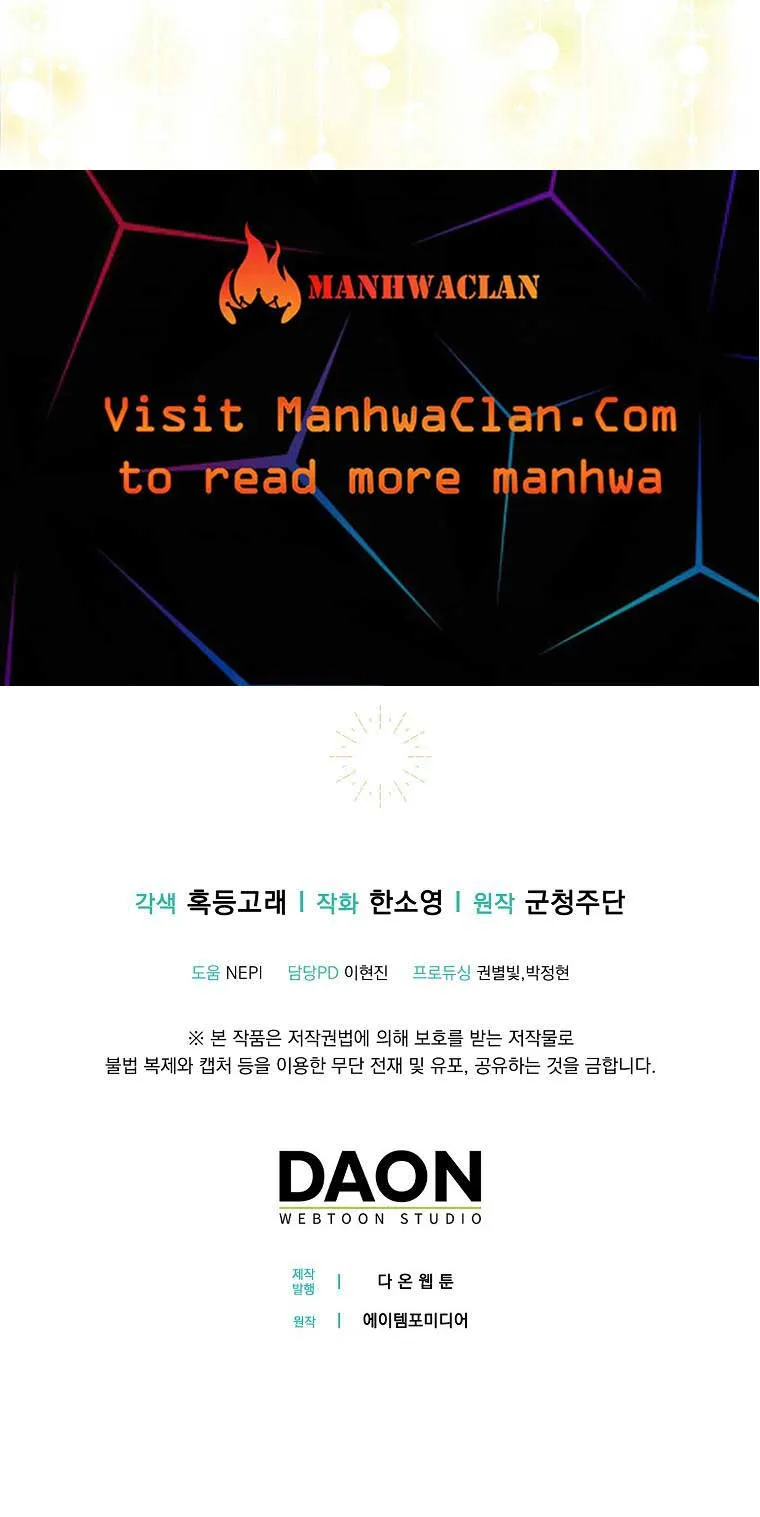 MANHWACLAN
Visit ManhwaClan.Com
to read more manhwa
각색 혹등고래 | 작화 한소영 | 원작 군청주단
도움 NEPI 담당PD 이현진 프로듀싱 권별빛,박정현
※ 본 작품은 저작권법에 의해 보호를 받는 저작물로
불법 복제와 캡처 등을 이용한 무단 전재 및 유포, 공유하는 것을 금합니다.
DAON
WEBTOON STUDIO
제작
발행 | 다온웹툰
원작 | 에이템포미디어